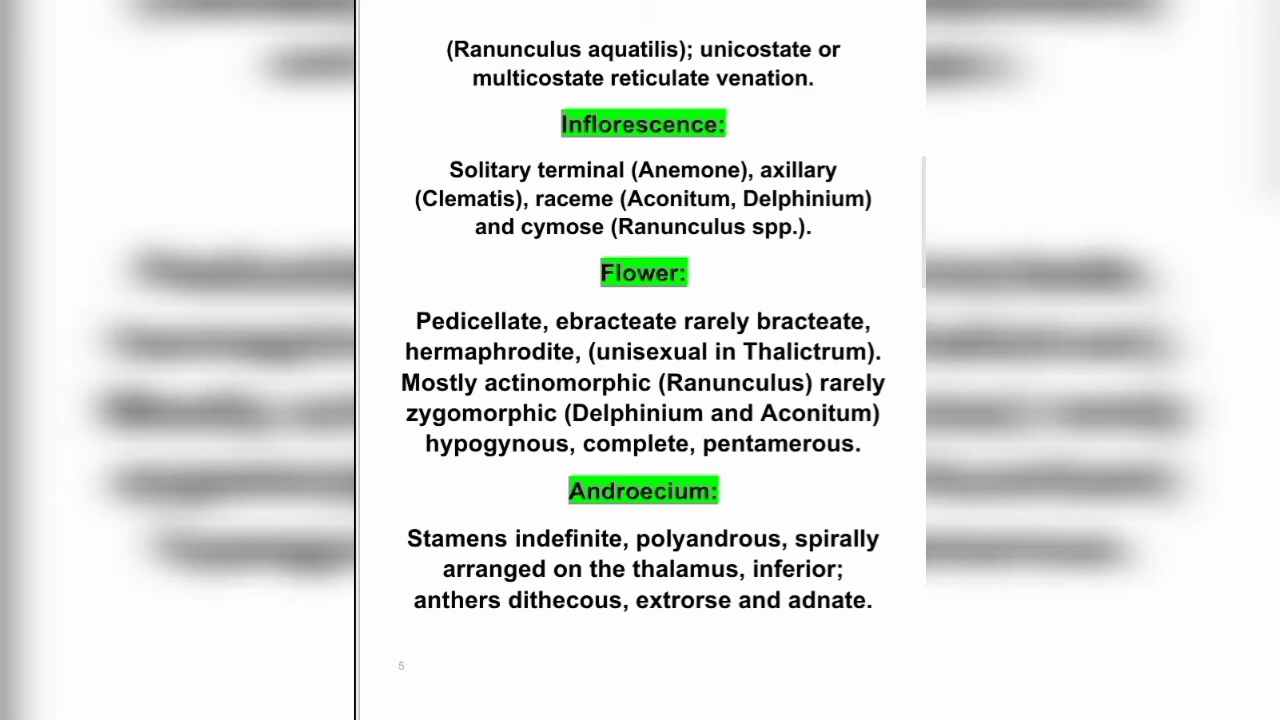 (Ranunculus aquatilis); unicostate or
multicostate reticulate venation.
Inflorescence:
Solitary terminal (Anemone), axillary
(Clematis), raceme (Aconitum, Delphinium)
and cymose (Ranunculus spp.).
Flower:
Pedicellate, ebracteate rarely bracteate,
hermaphrodite, (unisexual in Thalictrum).
Mostly actinomorphic (Ranunculus) rarely
zygomorphic (Delphinium and Aconitum)
hypogynous, complete, pentamerous.
Androecium:
Stamens indefinite, polyandrous, spirally
arranged on the thalamus, inferior;
anthers dithecous, extrorse and adnate.
5